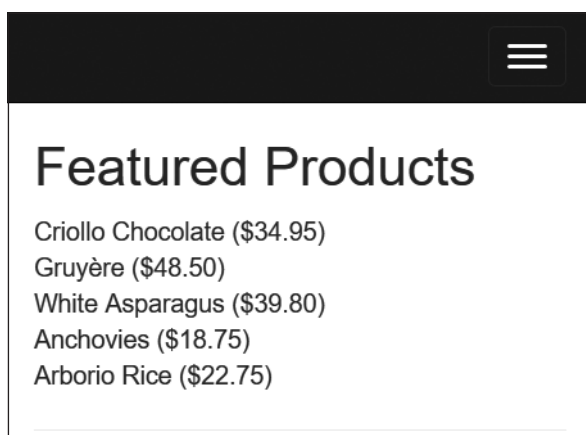 Featured Products
Criollo Chocolate ($34.95)
Gruyère ($48.50)
White Asparagus ($39.80)
Anchovies ($18.75)
Arborio Rice ($22.75)